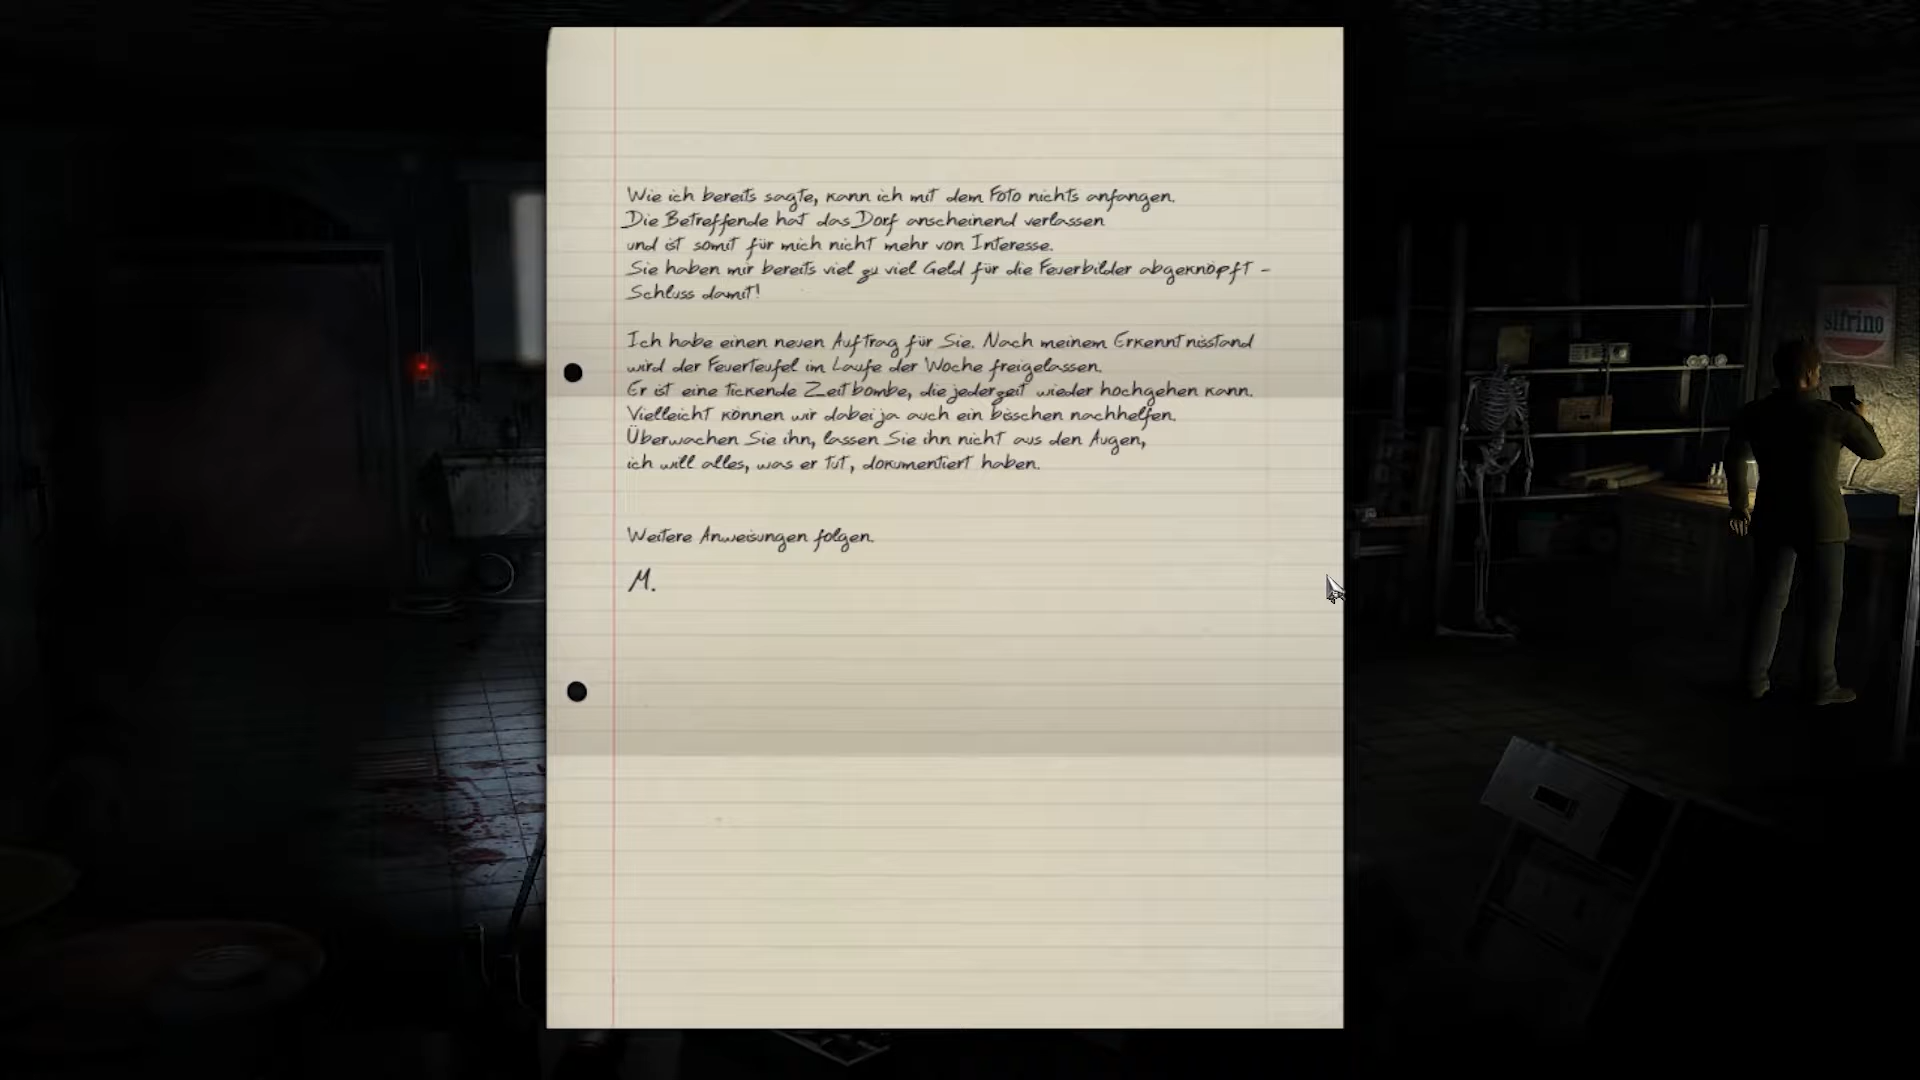 Wie ich bereits sagte, kann ich mit dem Foto nichts anfangen.
Die Betreffende hat das Dorf anscheinend verlassen
und ist somit für mich nicht mehr von Interesse.
Sie haben mir bereits viel zu viel Geld für die Feuerbilder abgeknöpft -
Schluss damit!
Ich habe einen neuen Auftrag für Sie. Nach meinem Erkenntnisstand
wird der Feuerteufel im Laufe der Woche freigelassen.
Er ist eine tickende Zeitbombe, die jederzeit wieder hochgehen kann.
Vielleicht können wir dabei ja auch ein bisschen nachhelfen.
Überwachen Sie ihn, lassen Sie ihn nicht aus den Augen,
ich will alles, was er tut, dokumentiert haben.
Weitere Anweisungen folgen.
M.
sifrino